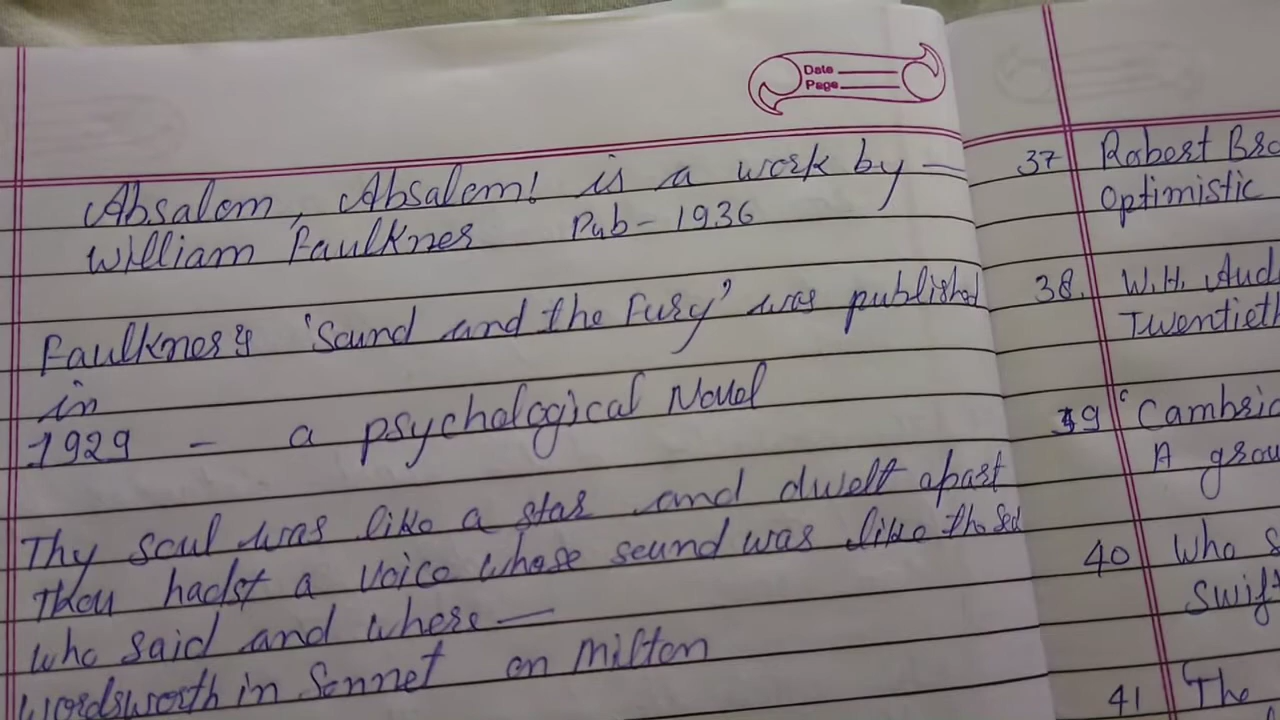 Date
Page
Absalom, Absalom! is a work by —
William Faulkner Pub - 1936
Faulkner's 'Sound and the Fury' was published
in
1929 - a psychological Novel
Thy soul was like a star and dwelt apart
Thou hadst a voice whose sound was like the sea
who said and where —
Wordsworth in Sonnet on Milton
37 Robert Bro
Optimistic
38. W.H. Aud
Twentieth
39 'Cambric
A grou
40 Who s
Swift
41 The